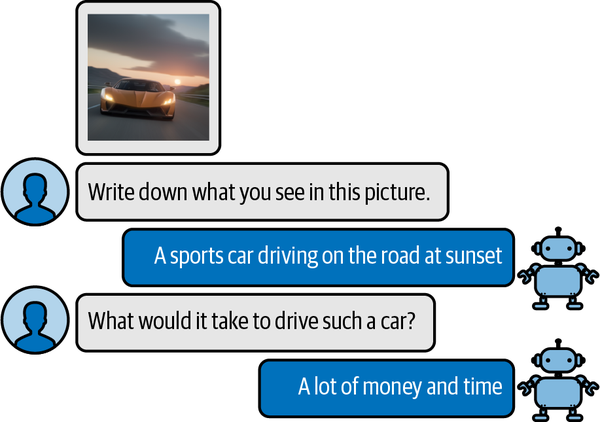 Write down what you see in this picture.
A sports car driving on the road at sunset
What would it take to drive such a car?
A lot of money and time